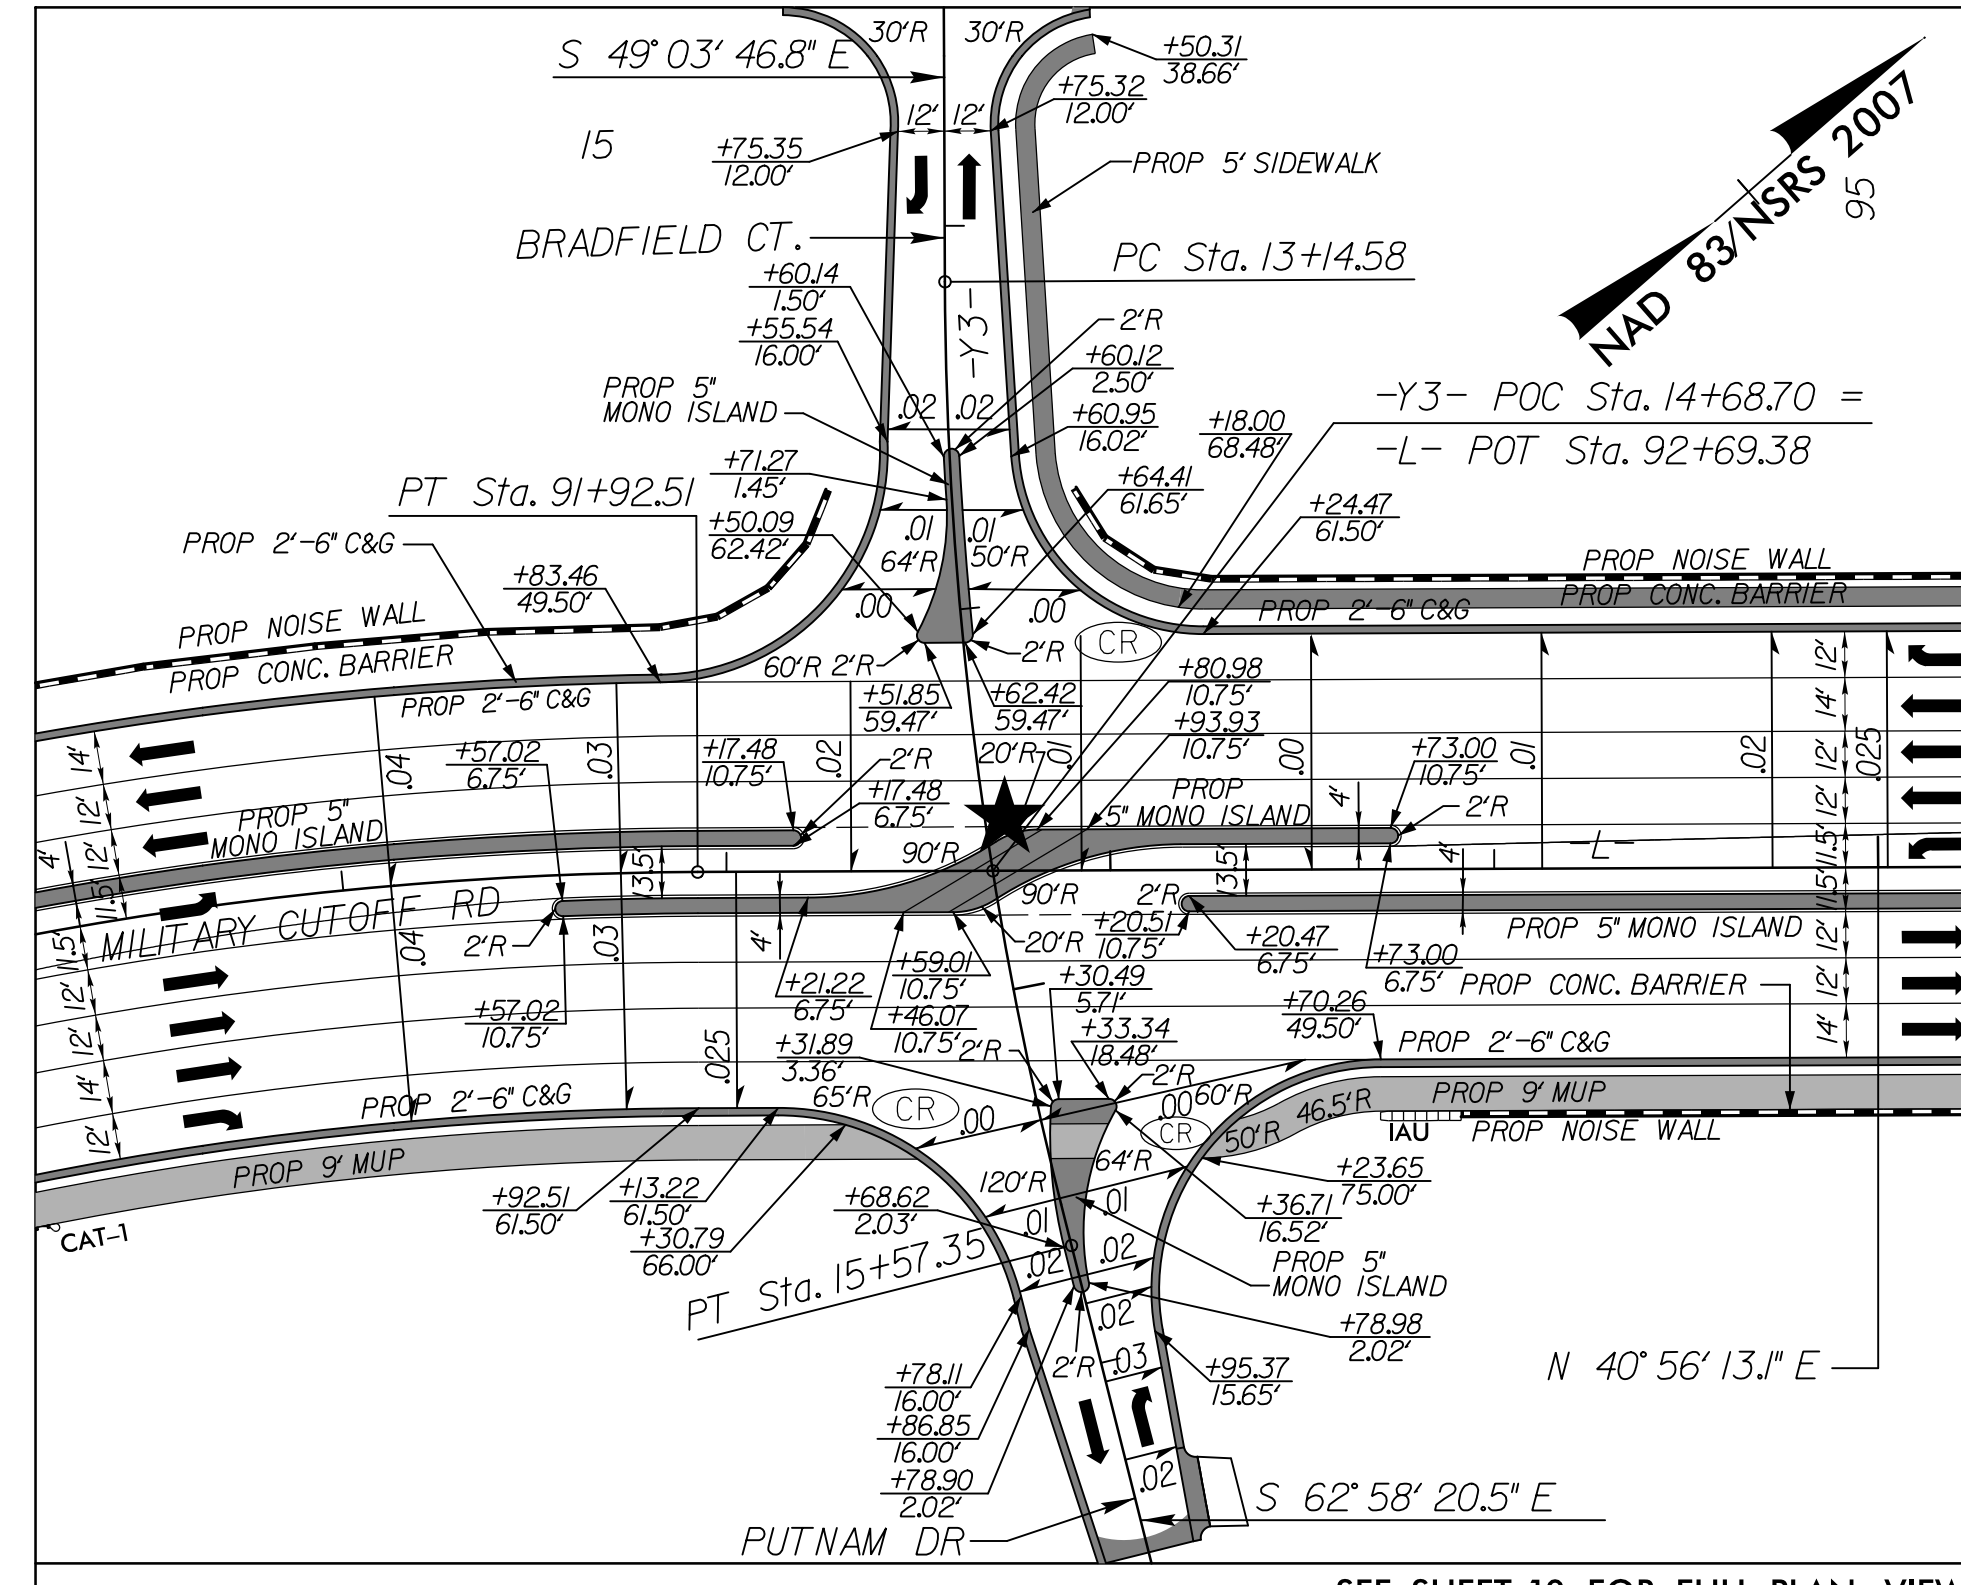 30'R
30'R
S 49° 03' 46.8" E
+50.31
38.66'
+75.32
12.00'
12'
12'
15
+75.35
12.00'
PROP 5' SIDEWALK
NAD 83/NSRS 2007
95
BRADFIELD CT.
PC Sta. 13+14.58
+60.14
1.50'
-Y3-
+55.54
16.00'
2'R
+60.12
2.50'
PROP 5"
MONO ISLAND
.02
.02
+60.95
16.02'
+18.00
68.48'
-Y3- POC Sta. 14+68.70 =
-L- POT Sta. 92+69.38
+71.27
1.45'
PT Sta. 91+92.51
+64.41
61.65'
+24.47
61.50'
+50.09
62.42'
.01
.01
PROP 2'-6" C&G
64'R
50'R
PROP NOISE WALL
+83.46
49.50'
.00
.00
PROP 2'-6" C&G
PROP CONC. BARRIER
PROP NOISE WALL
CR
PROP CONC. BARRIER
60'R
2'R
2'R
12'
PROP 2'-6" C&G
+51.85
59.47'
+62.42
59.47'
+80.98
10.75'
14'
+93.93
10.75'
14'
.04
+57.02
6.75'
.03
+17.48
10.75'
.02
2'R
20'R
.01
.00
+73.00
10.75'
.01
.02
12'
.025
+17.48
6.75'
PROP
5" MONO ISLAND
4'
2'R
12'
12'
PROP 5"
MONO ISLAND
4'
12'
90'R
13.5'
13.5'
4'
-L-
11.5'
11.5'
MILITARY CUTOFF RD
90'R
2'R
11.5'
11.5'
.04
2'R
.03
4'
20'R
+20.51
10.75'
+20.47
6.75'
PROP 5" MONO ISLAND
12'
+73.00
6.75'
PROP CONC. BARRIER
12'
12'
+57.02
10.75'
+21.22
6.75'
+59.01
10.75'
+46.07
10.75'
+30.49
5.71'
+70.26
49.50'
12'
.025
+31.89
3.36'
2'R
+33.34
18.48'
PROP 2'-6" C&G
14'
14'
PROP 2'-6" C&G
65'R
CR
.00
2'R
.00
60'R
46.5'R
PROP 9' MUP
12'
CR
50'R
IAU
PROP NOISE WALL
PROP 9' MUP
64'R
120'R
+23.65
75.00'
CAT-1
+92.51
61.50'
+13.22
61.50'
+68.62
2.03'
.01
.01
+36.71
16.52'
+30.79
66.00'
PT Sta. 15+57.35
.02
.02
PROP 5"
MONO ISLAND
.02
+78.98
2.02'
+78.11
16.00'
2'R
.03
+95.37
15.65'
N 40° 56' 13.1" E
+86.85
16.00'
+78.90
2.02'
.02
S 62° 58' 20.5" E
PUTNAM DR
SEE SHEET 10 FOR FULL PLAN VIEW